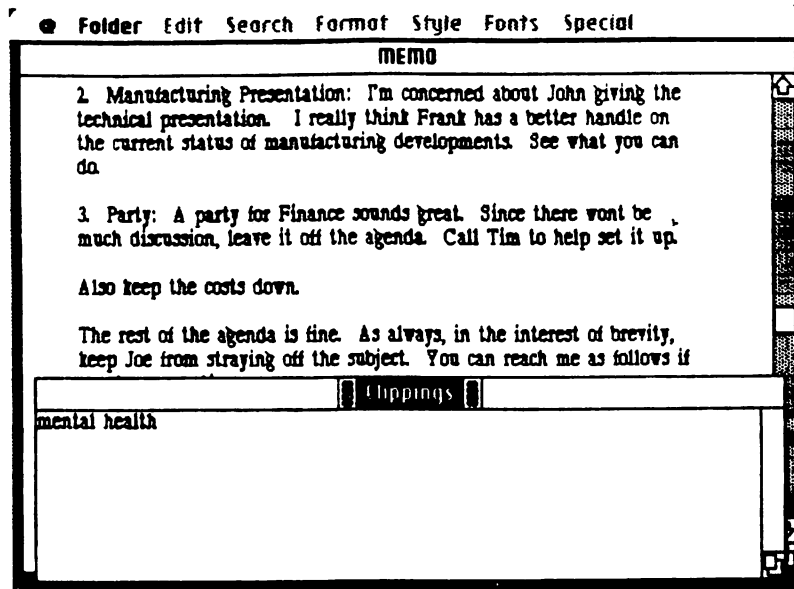 Folder Edit Search Format Style Fonts Special
MEMO
2. Manufacturing Presentation: I'm concerned about John giving the
technical presentation. I really think Frank has a better handle on
the current status of manufacturing developments. See what you can
do.
3. Party: A party for Finance sounds great. Since there wont be
much discussion, leave it off the agenda. Call Tim to help set it up.
Also keep the costs down.
The rest of the agenda is fine. As always, in the interest of brevity,
keep Joe from straying off the subject. You can reach me as follows if
Clippings
mental health